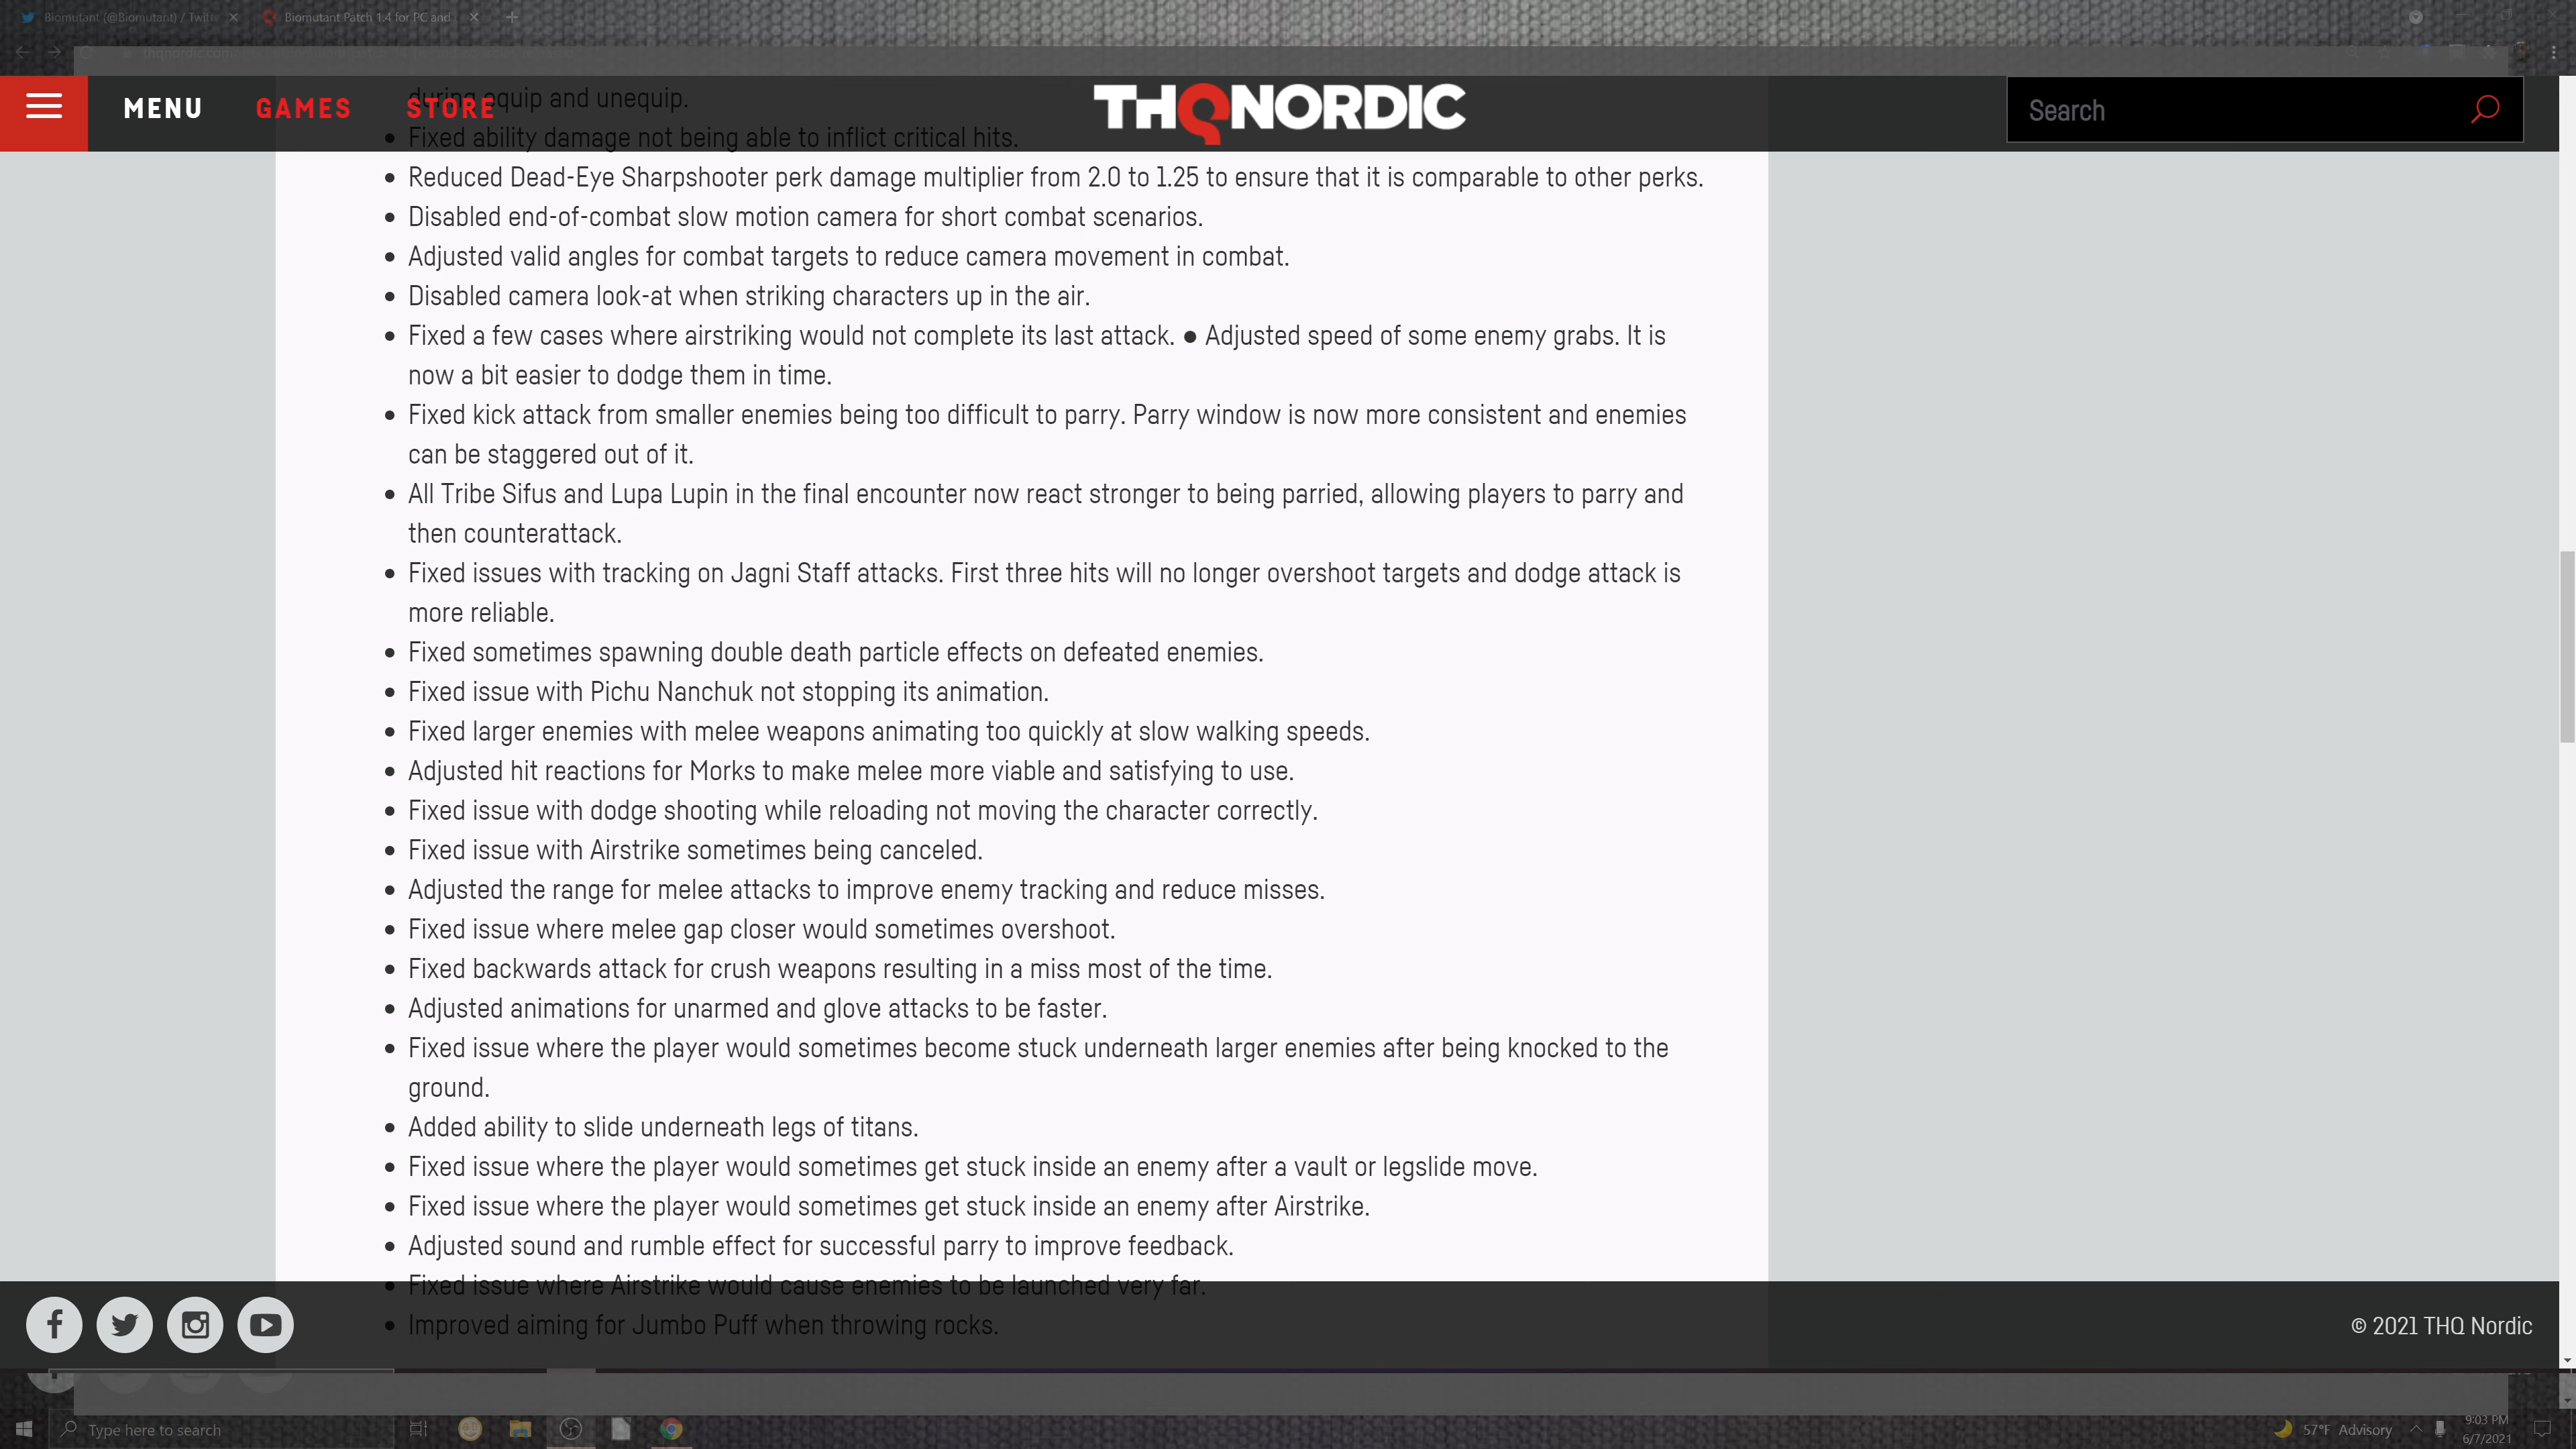 Biomutant (@Biomutant) / Twitt
Biomutant Patch 1.4 for PC and
thqnordic.com
MENU GAMES STORE
THQNORDIC
Search
during equip and unequip.
• Fixed ability damage not being able to inflict critical hits.
• Reduced Dead-Eye Sharpshooter perk damage multiplier from 2.0 to 1.25 to ensure that it is comparable to other perks.
• Disabled end-of-combat slow motion camera for short combat scenarios.
• Adjusted valid angles for combat targets to reduce camera movement in combat.
• Disabled camera look-at when striking characters up in the air.
• Fixed a few cases where airstriking would not complete its last attack. ● Adjusted speed of some enemy grabs. It is
now a bit easier to dodge them in time.
• Fixed kick attack from smaller enemies being too difficult to parry. Parry window is now more consistent and enemies
can be staggered out of it.
• All Tribe Sifus and Lupa Lupin in the final encounter now react stronger to being parried, allowing players to parry and
then counterattack.
• Fixed issues with tracking on Jagni Staff attacks. First three hits will no longer overshoot targets and dodge attack is
more reliable.
• Fixed sometimes spawning double death particle effects on defeated enemies.
• Fixed issue with Pichu Nanchuk not stopping its animation.
• Fixed larger enemies with melee weapons animating too quickly at slow walking speeds.
• Adjusted hit reactions for Morks to make melee more viable and satisfying to use.
• Fixed issue with dodge shooting while reloading not moving the character correctly.
• Fixed issue with Airstrike sometimes being canceled.
• Adjusted the range for melee attacks to improve enemy tracking and reduce misses.
• Fixed issue where melee gap closer would sometimes overshoot.
• Fixed backwards attack for crush weapons resulting in a miss most of the time.
• Adjusted animations for unarmed and glove attacks to be faster.
• Fixed issue where the player would sometimes become stuck underneath larger enemies after being knocked to the
ground.
• Added ability to slide underneath legs of titans.
• Fixed issue where the player would sometimes get stuck inside an enemy after a vault or legslide move.
• Fixed issue where the player would sometimes get stuck inside an enemy after Airstrike.
• Adjusted sound and rumble effect for successful parry to improve feedback.
• Fixed issue where Airstrike would cause enemies to be launched very far.
• Improved aiming for Jumbo Puff when throwing rocks.
© 2021 THQ Nordic
Type here to search
57°F Advisory
9:03 PM
6/7/2021